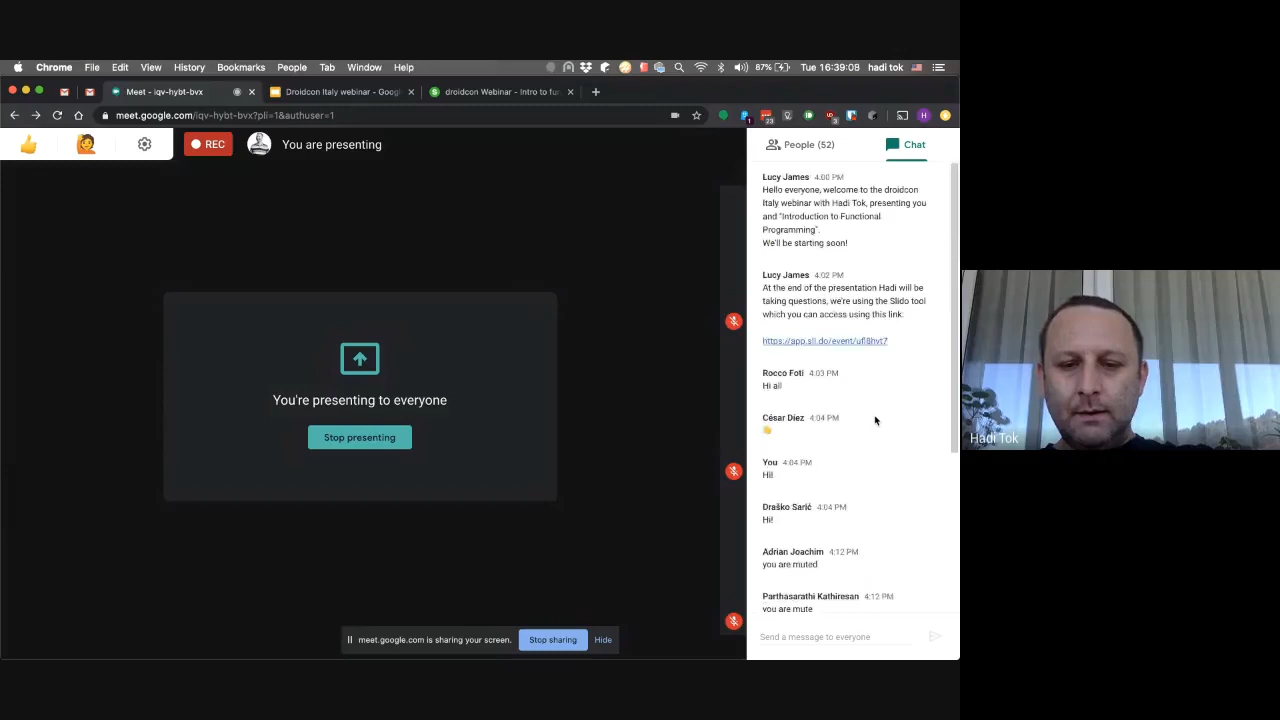 Chrome File Edit View History Bookmarks People Tab Window Help
87% Tue 16:39:08 hadi tok
Meet - iqv-hybt-bvx
Droidcon Italy webinar - Goog
droidcon Webinar - Intro to fur
meet.google.com/iqv-hybt-bvx?pli=1&authuser=1
REC
You are presenting
People (52)
Chat
Lucy James 4:00 PM
Hello everyone, welcome to the droidcon
Italy webinar with Hadi Tok, presenting you
and "Introduction to Functional
Programming".
We'll be starting soon!
Lucy James 4:02 PM
At the end of the presentation Hadi will be
taking questions, we're using the Slido tool
which you can access using this link:
Rocco Foti 4:03 PM
Hi all
César Díez 4:04 PM
You 4:04 PM
Hi!
Draško Sarić 4:04 PM
Hi!
Adrian Joachim 4:12 PM
you are muted
Parthasarathi Kathiresan 4:12 PM
you are mute
Send a message to everyone
You're presenting to everyone
Stop presenting
meet.google.com is sharing your screen.
Stop sharing
Hide
Hadi Tok